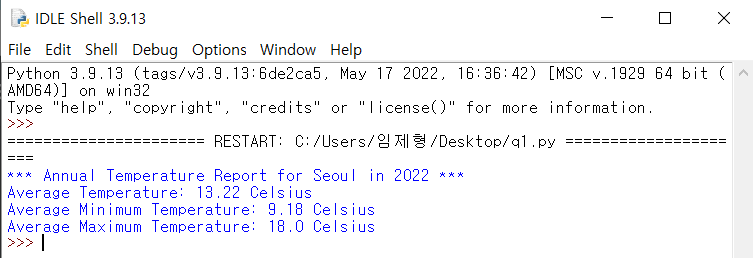 IDLE Shell 3.9.13
File Edit Shell Debug Options Window Help
Python 3.9.13 (tags/v3.9.13:6de2ca5, May 17 2022, 16:36:42) [MSC v.1929 64 bit (
AMD64)] on win32
Type "help", "copyright", "credits" or "license()" for more information.
>>>
====================== RESTART: C:/Users/임제형/Desktop/q1.py ==================
===
*** Annual Temperature Report for Seoul in 2022 ***
Average Temperature: 13.22 Celsius
Average Minimum Temperature: 9.18 Celsius
Average Maximum Temperature: 18.0 Celsius
>>>